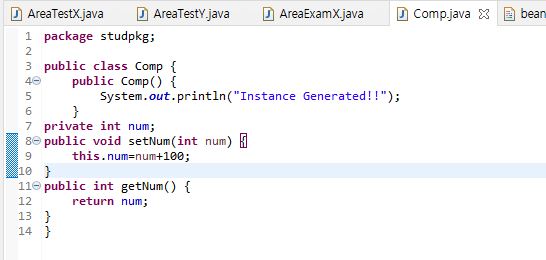 AreaTestX.java AreaTestY.java AreaExamX.java Comp.java bean
1 package studpkg;
2
3 public class Comp {
4 public Comp() {
5 System.out.println("Instance Generated!!");
6 }
7 private int num;
8 public void setNum(int num) {
9 this.num=num+100;
10 }
11 public int getNum() {
12 return num;
13 }
14 }